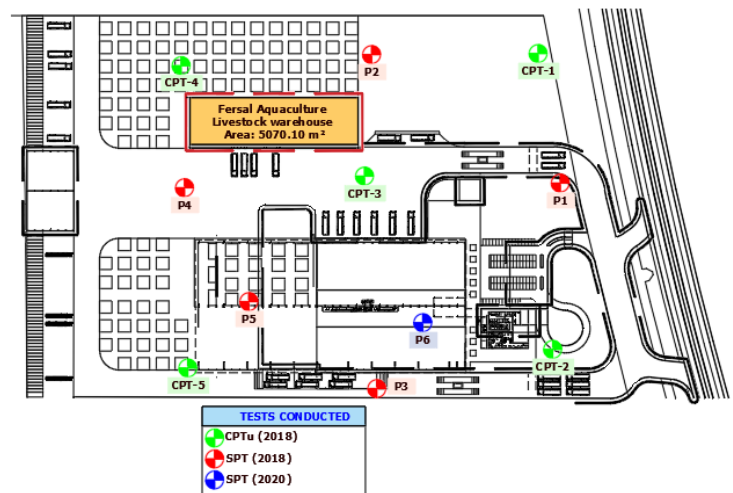 P2
CPT-4
CPT-1
Fersal Aquaculture
Livestock warehouse
Area: 5070.10 m²
CPT-3
P4
P1
P5
P6
CPT-2
CPT-5
P3
TESTS CONDUCTED
CPTu (2018)
SPT (2018)
SPT (2020)